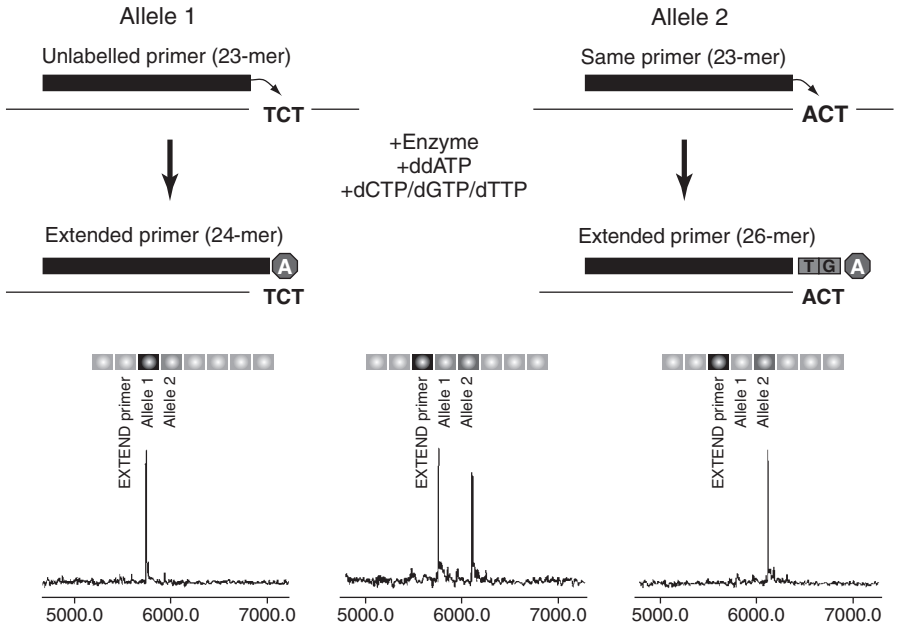 Allele 1
Allele 2
Unlabelled primer (23-mer)
Same primer (23-mer)
TCT
ACT
+Enzyme
+ddATP
+dCTP/dGTP/dTTP
Extended primer (24-mer)
Extended primer (26-mer)
A
T G A
TCT
ACT
EXTEND primer
Allele 1
Allele 2
EXTEND primer
Allele 1
Allele 2
EXTEND primer
Allele 1
Allele 2
5000.0 6000.0 7000.0
5000.0 6000.0 7000.0
5000.0 6000.0 7000.0